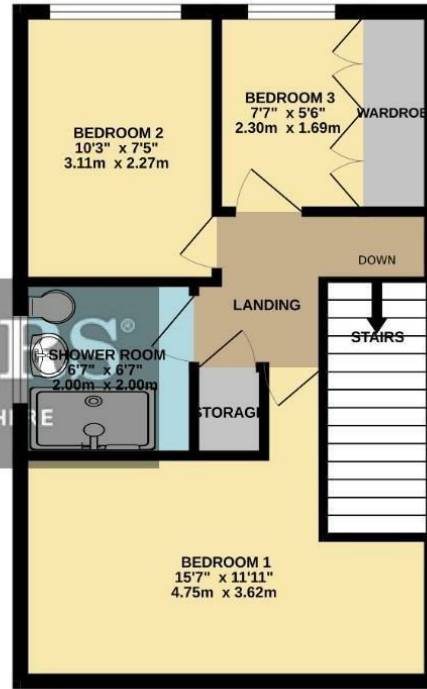 BEDROOM 2
10'3" x 7'5"
3.11m x 2.27m
BEDROOM 3
7'7" x 5'6"
2.30m x 1.69m
WARDROBE
DOWN
LANDING
STAIRS
SHOWER ROOM
6'7" x 6'7"
2.00m x 2.00m
STORAGE
BEDROOM 1
15'7" x 11'11"
4.75m x 3.62m